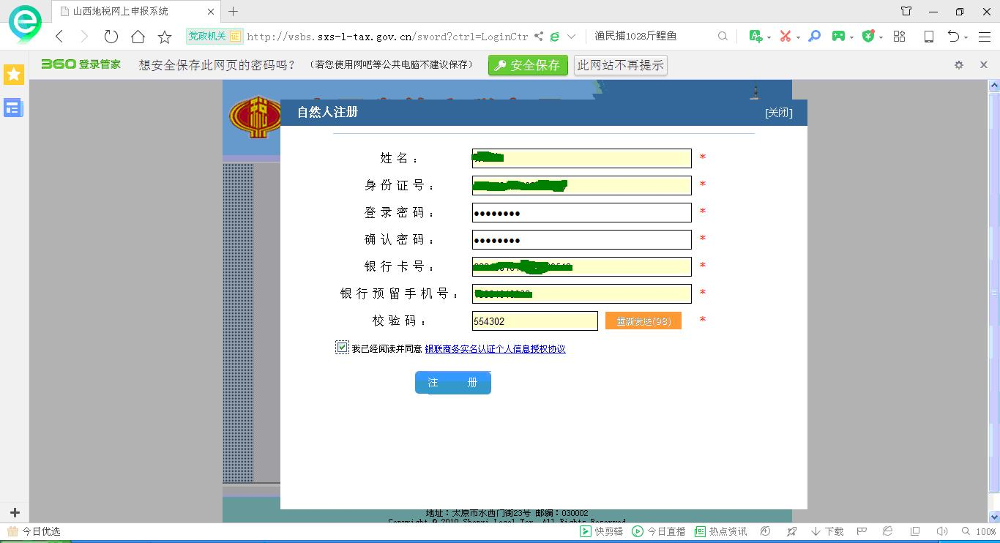 山西地税网上申报系统
党政机关 证 http://wsbs.sxs-l-tax.gov.cn/sword?ctrl=LoginCtr 渔民捕1028斤鳇鱼
360登录管家 想安全保存此网页的密码吗？（若您使用网吧等公共电脑不建议保存） 安全保存 此网站不再提示
税
自然人注册 [关闭]
姓名： *
身份证号： *
登录密码： ●●●●●●●● *
确认密码： ●●●●●●●● *
银行卡号： *
银行预留手机号： *
校验码： 554302 重新发送(98) *
我已经阅读并同意 银联商务实名认证个人信息授权协议
注 册
地址：太原市水西门街23号 邮编：030002
Copyright © 2010 Shanxi Local Tax. All Rights Reserved
今日优选 快剪辑 今日直播 热点资讯 下载 100%